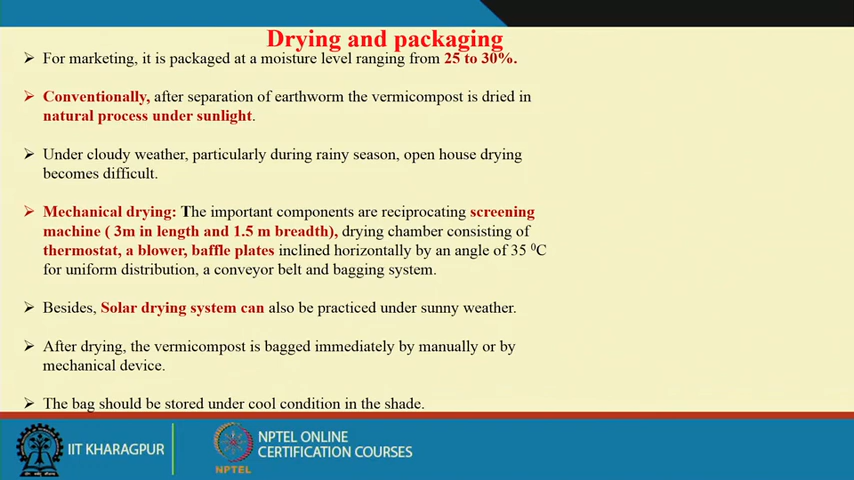 Drying and packaging
➢ For marketing, it is packaged at a moisture level ranging from 25 to 30%.
➢ Conventionally, after separation of earthworm the vermicompost is dried in
natural process under sunlight.
➢ Under cloudy weather, particularly during rainy season, open house drying
becomes difficult.
➢ Mechanical drying: The important components are reciprocating screening
machine ( 3m in length and 1.5 m breadth), drying chamber consisting of
thermostat, a blower, baffle plates inclined horizontally by an angle of 35 ⁰C
for uniform distribution, a conveyor belt and bagging system.
➢ Besides, Solar drying system can also be practiced under sunny weather.
➢ After drying, the vermicompost is bagged immediately by manually or by
mechanical device.
➢ The bag should be stored under cool condition in the shade.
IIT KHARAGPUR
NPTEL
NPTEL ONLINE
CERTIFICATION COURSES